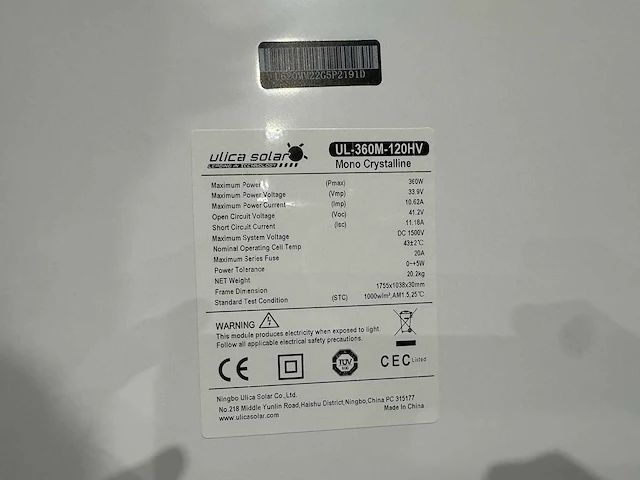 ulica solar
LEADING IN TECHNOLOGY
UL-360M-120HV
Mono Crystalline
Maximum Power (Pmax) 360W
Maximum Power Voltage (Vmp) 33.9V
Maximum Power Current (Imp) 10.62A
Open Circuit Voltage (Voc) 41.2V
Short Circuit Current (Isc) 11.18A
Maximum System Voltage DC 1500V
Nominal Operating Cell Temp 43±2℃
Maximum Series Fuse 20A
Power Tolerance 0~+5W
NET Weight 20.2kg
Frame Dimension 1755x1038x30mm
Standard Test Condition (STC) 1000w/m², AM1.5, 25℃
WARNING
This module produces electricity when exposed to light.
Follow all applicable electrical safety precautions.
CE
TÜV
CEC Listed
Ningbo Ulica Solar Co.,Ltd.
No.218 Middle Yunlin Road,Haishu District,Ningbo,China PC 315177
www.ulicasolar.com Made In China